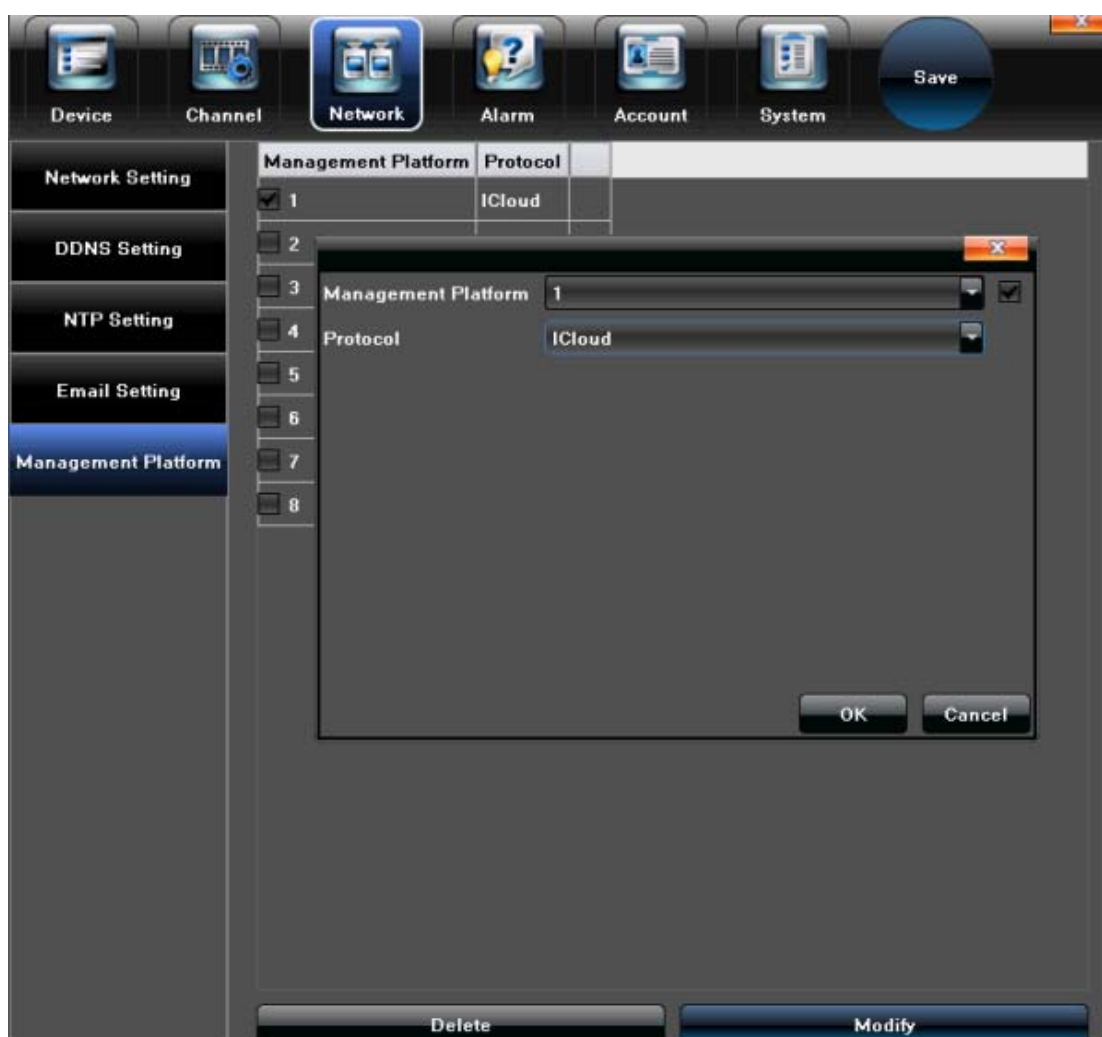 Device Channel Network Alarm Account System Save
Network Setting
DDNS Setting
NTP Setting
Email Setting
Management Platform
Management Platform Protocol
1 ICloud
2
3
4
5
6
7
8
Management Platform 1
Protocol ICloud
OK Cancel
Delete Modify